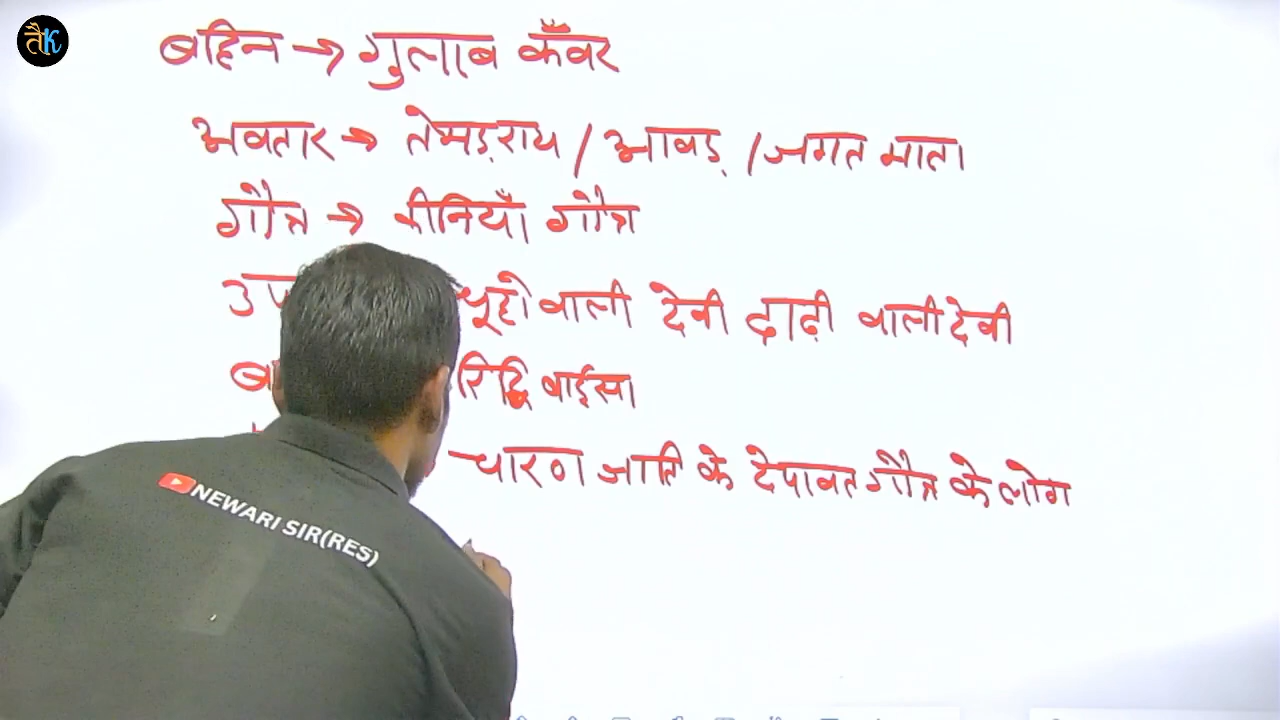 तैK
बहिन → गुलाब कँवर
अवतार → तेमड़राय / आवड़ / जगत माता
गौत्र → कीनियाँ गौत्र
चूहो वाली देवी दाढ़ी वाली देवी
रिद्धि बाईसा
चारण जाति के देपावत गौत्र के लोग
NEWARI SIR(RES)